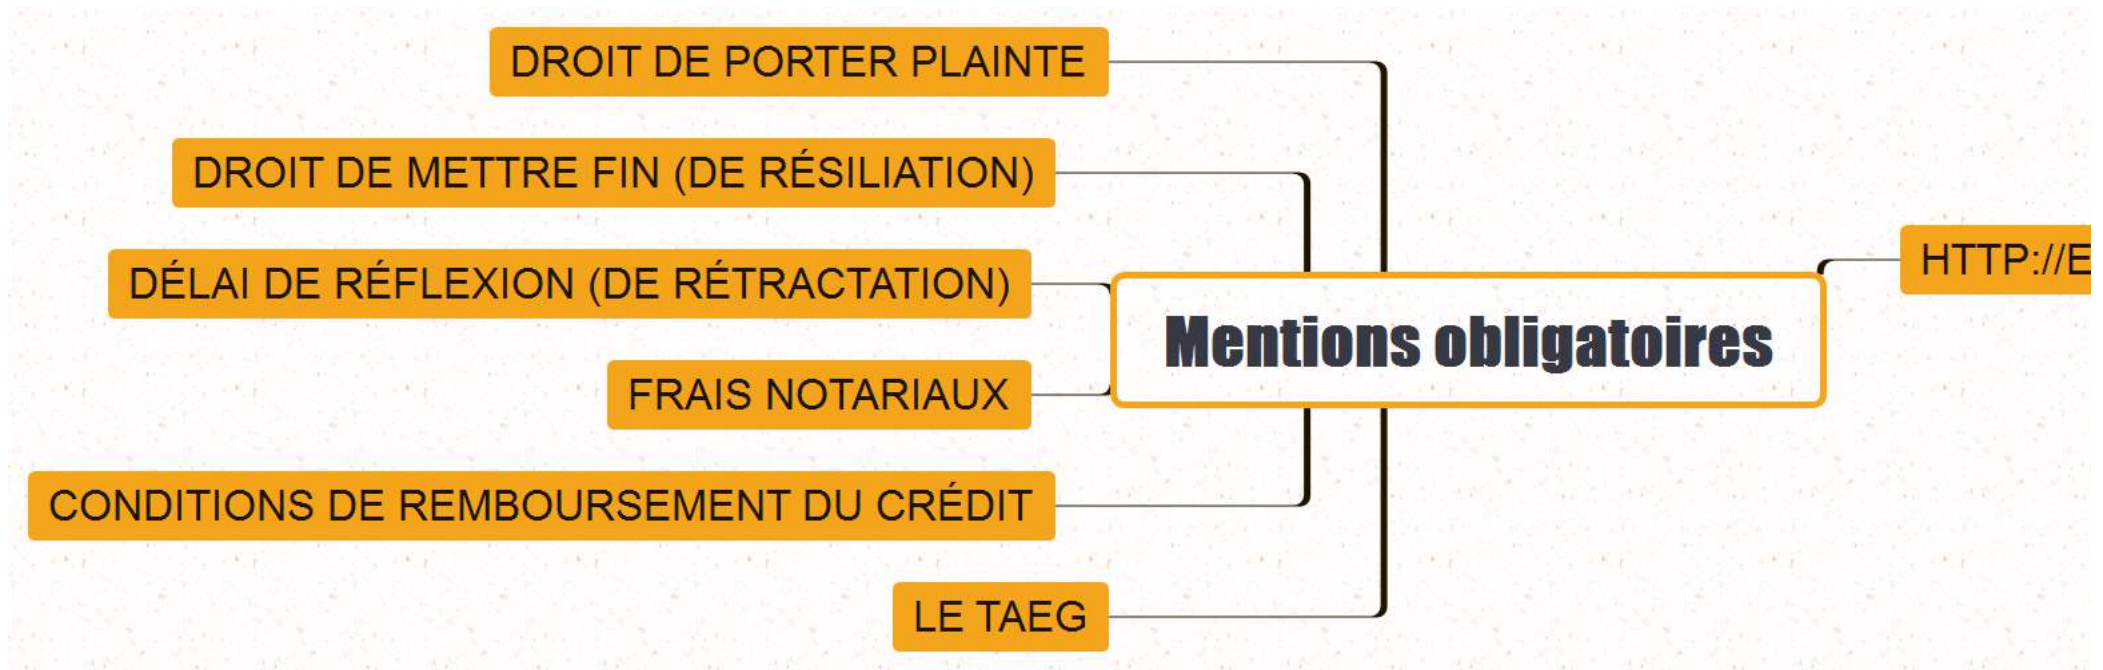 DROIT DE PORTER PLAINTE
DROIT DE METTRE FIN (DE RÉSILIATION)
DÉLAI DE RÉFLEXION (DE RÉTRACTATION)
FRAIS NOTARIAUX
CONDITIONS DE REMBOURSEMENT DU CRÉDIT
LE TAEG
Mentions obligatoires
HTTP://E